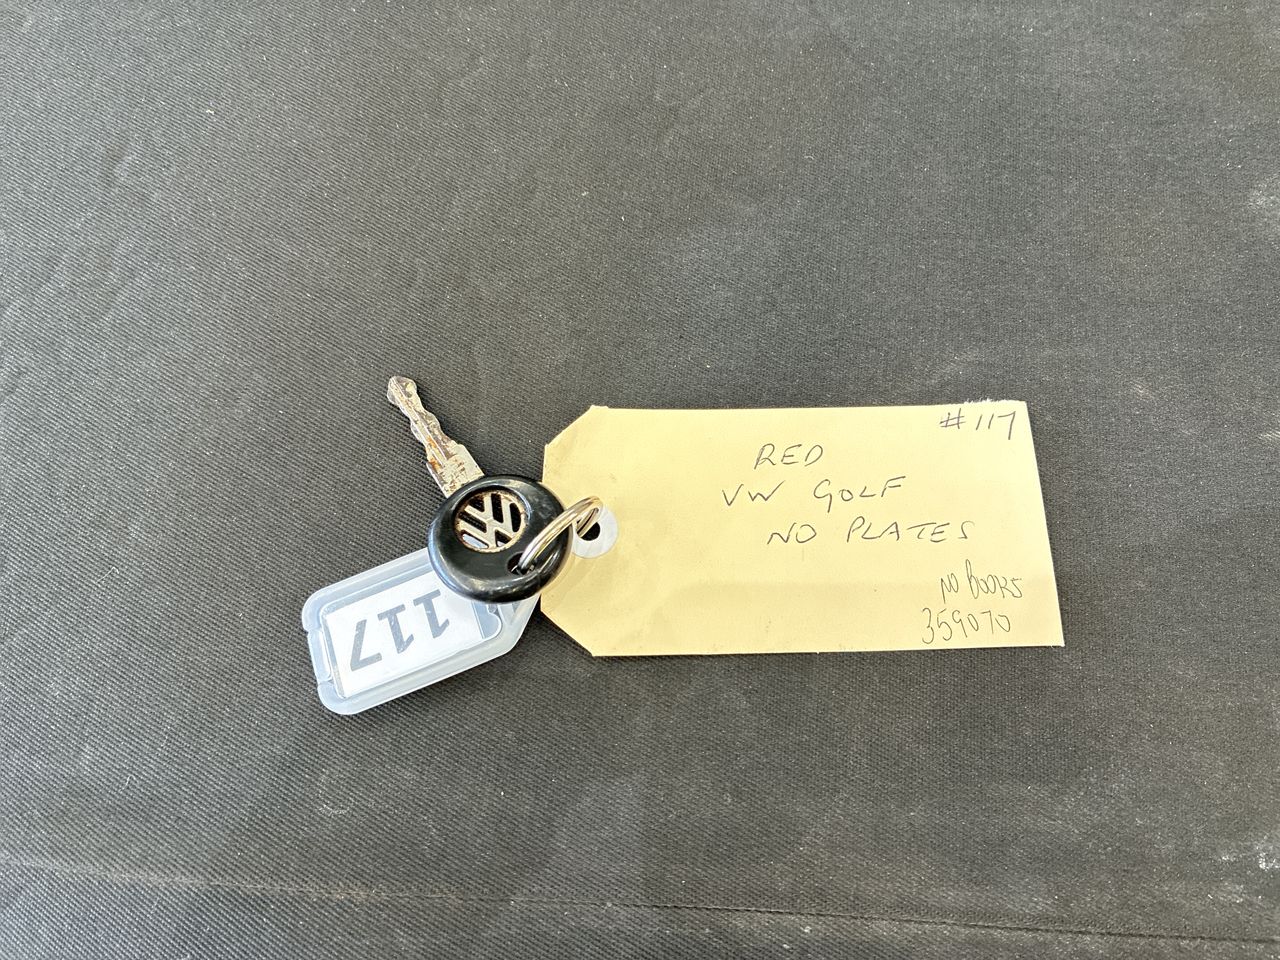 #117
RED
VW GOLF
NO PLATES
NO BOOKS
359070
117